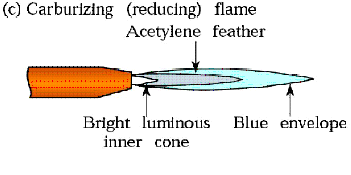 (c) Carburizing (reducing) flame
Acetylene feather
Bright luminous
inner cone
Blue envelope